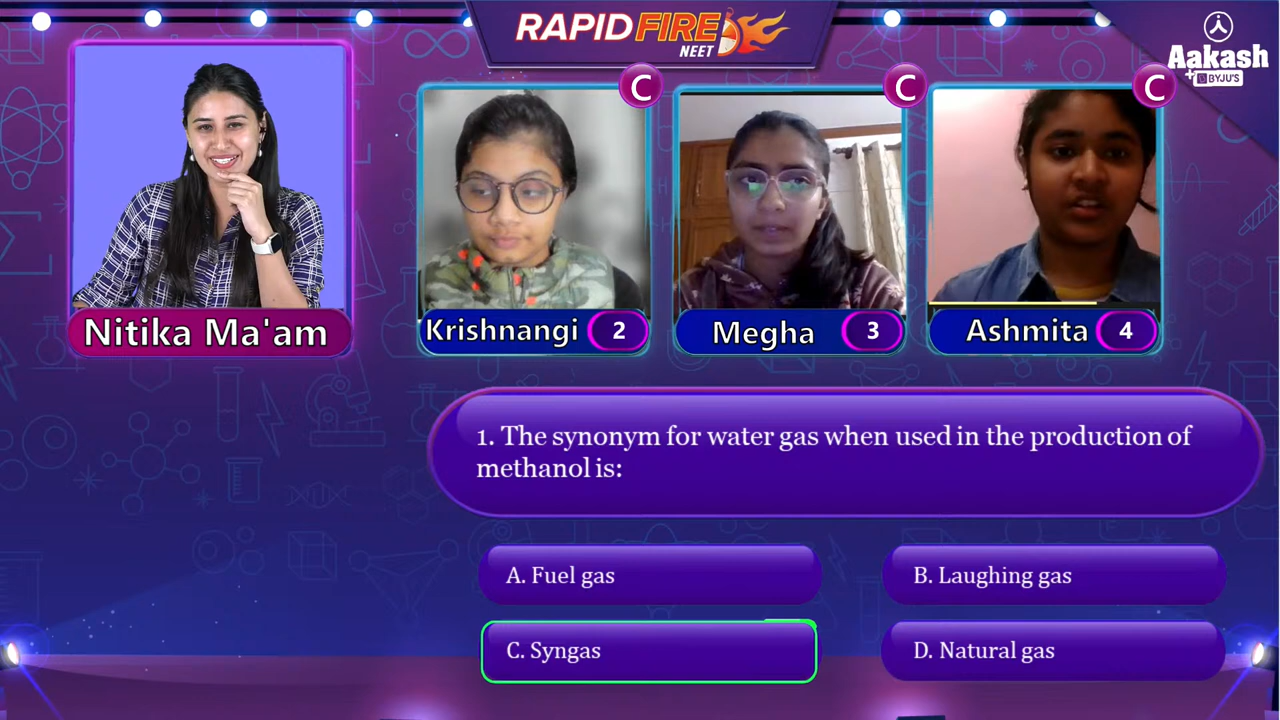 RAPID FIRE
NEET
Aakash
+ BYJU'S
C
C
C
Nitika Ma'am
Krishnangi 2
Megha 3
Ashmita 4
1. The synonym for water gas when used in the production of
methanol is:
A. Fuel gas
B. Laughing gas
C. Syngas
D. Natural gas